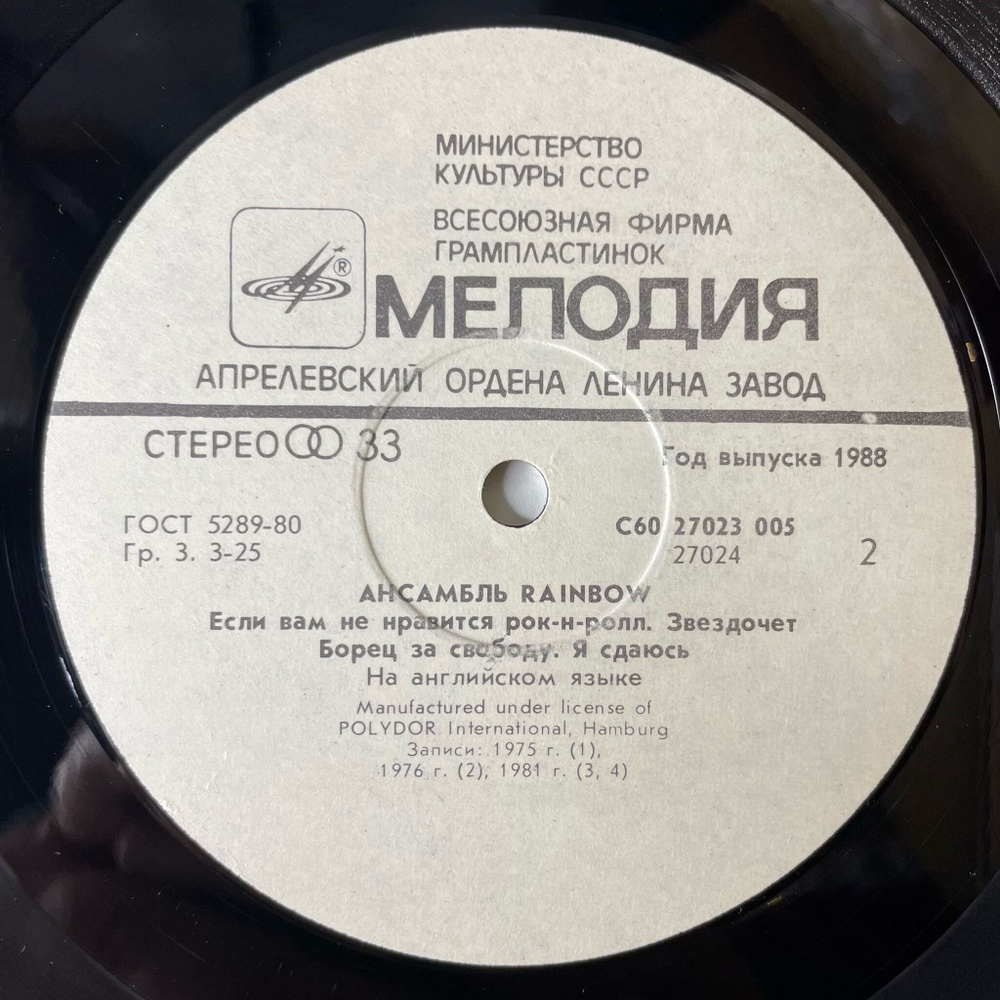 МИНИСТЕРСТВО
КУЛЬТУРЫ СССР
ВСЕСОЮЗНАЯ ФИРМА
ГРАМПЛАСТИНОК
®
МЕЛОДИЯ
АПРЕЛЕВСКИЙ ОРДЕНА ЛЕНИНА ЗАВОД
СТЕРЕО 33
Год выпуска 1988
ГОСТ 5289-80
Гр. 3. 3-25
С60 27023 005
27024
2
АНСАМБЛЬ RAINBOW
Если вам не нравится рок-н-ролл. Звездочет
Борец за свободу. Я сдаюсь
На английском языке
Manufactured under license of
POLYDOR International, Hamburg
Записи: 1975 г. (1),
1976 г. (2), 1981 г. (3, 4)